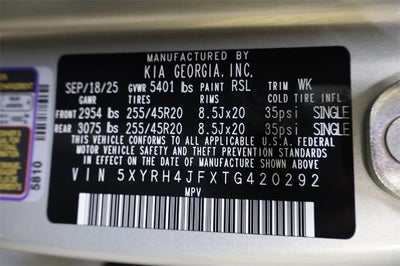 MANUFACTURED BY
KIA GEORGIA, INC.
SEP/18/25 GVWR 5401 lbs PAINT RSL TRIM WK
GAWR TIRES RIMS COLD TIRE INFL
FRONT 2954 lbs 255/45R20 8.5Jx20 35psi SINGLE
REAR 3075 lbs 255/45R20 8.5Jx20 35psi SINGLE
THIS VEHICLE CONFORMS TO ALL APPLICABLE U.S.A. FEDERAL
MOTOR VEHICLE SAFETY AND THEFT PREVENTION STANDARDS
IN EFFECT ON THE DATE OF MANUFACTURE SHOWN ABOVE
VIN 5XYRH4JFXTG420292
MPV
5810